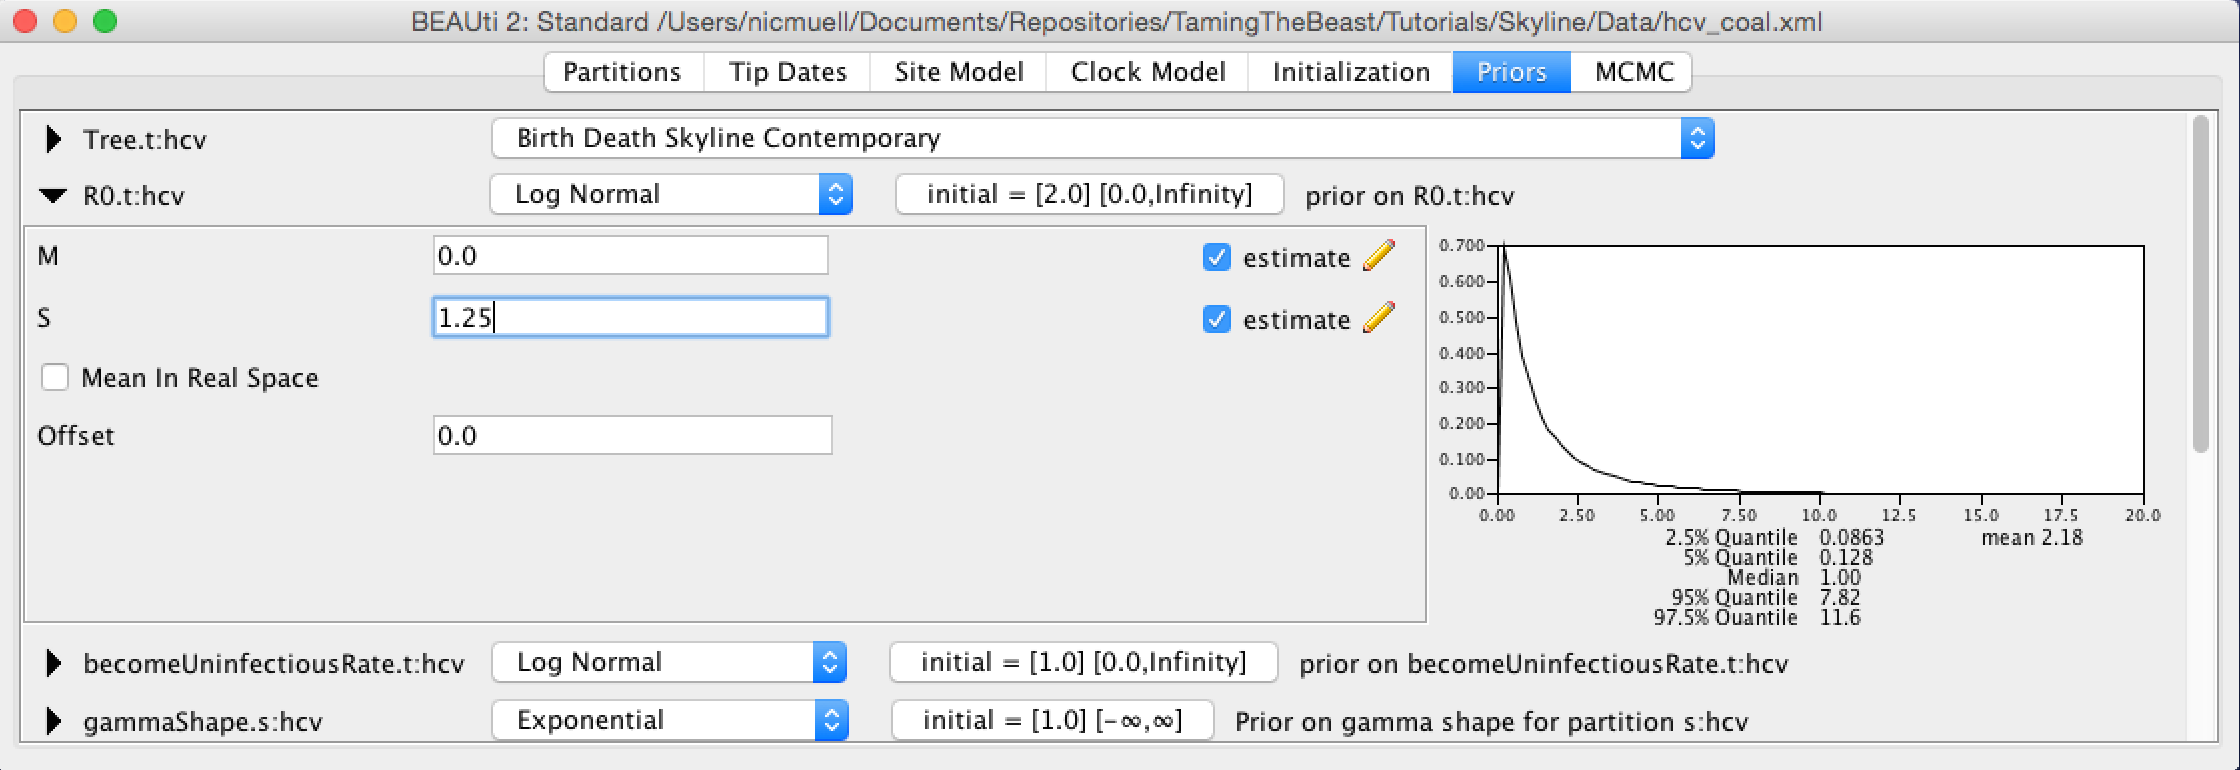 BEAUti 2: Standard /Users/nicmuell/Documents/Repositories/TamingTheBeast/Tutorials/Skyline/Data/hcv_coal.xml
Partitions Tip Dates Site Model Clock Model Initialization Priors MCMC
Tree.t:hcv Birth Death Skyline Contemporary
R0.t:hcv Log Normal initial = [2.0] [0.0,Infinity] prior on R0.t:hcv
M 0.0 estimate
S 1.25 estimate
Mean In Real Space
Offset 0.0
0.700
0.600
0.500
0.400
0.300
0.200
0.100
0.00
0.00 2.50 5.00 7.50 10.0 12.5 15.0 17.5 20.0
2.5% Quantile 0.0863 mean 2.18
5% Quantile 0.128
Median 1.00
95% Quantile 7.82
97.5% Quantile 11.6
becomeUninfectiousRate.t:hcv Log Normal initial = [1.0] [0.0,Infinity] prior on becomeUninfectiousRate.t:hcv
gammaShape.s:hcv Exponential initial = [1.0] [-∞,∞] Prior on gamma shape for partition s:hcv